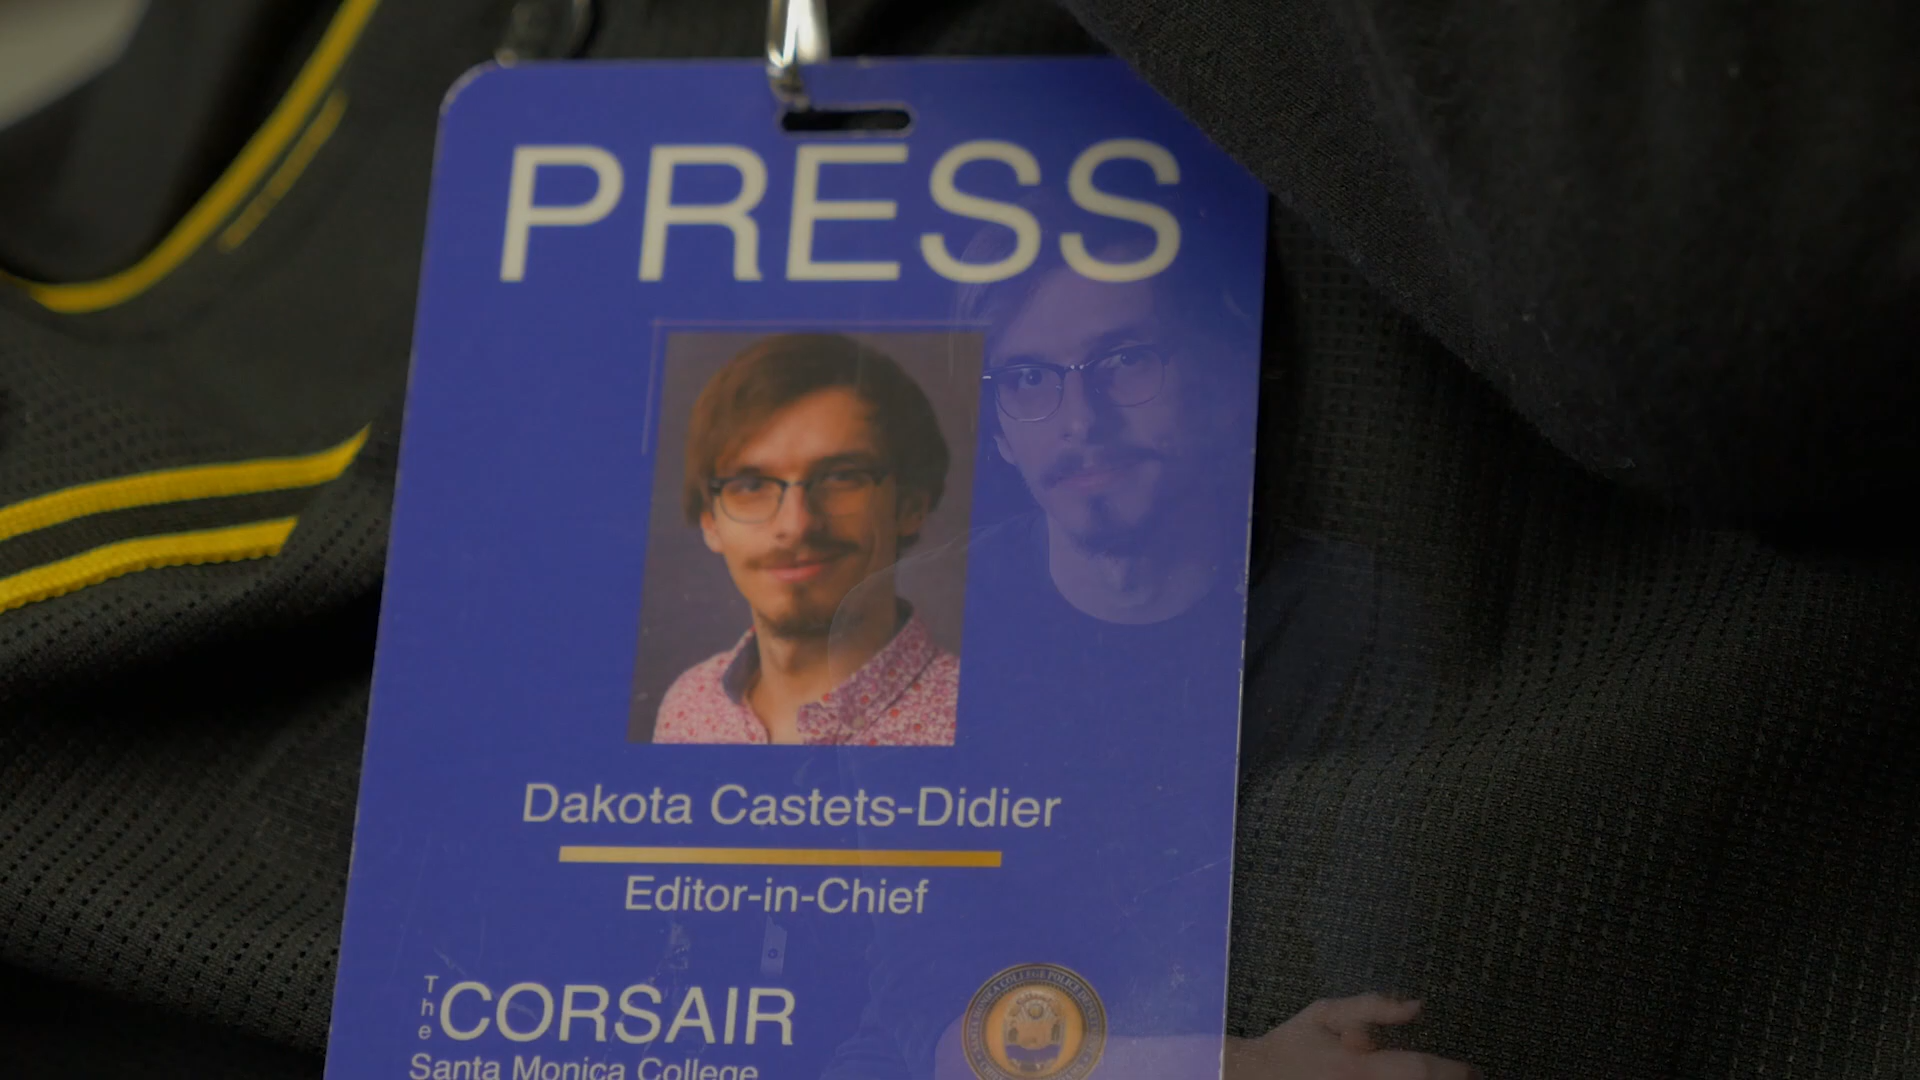 PRESS
Dakota Castets-Didier
Editor-in-Chief
The CORSAIR
Santa Monica College